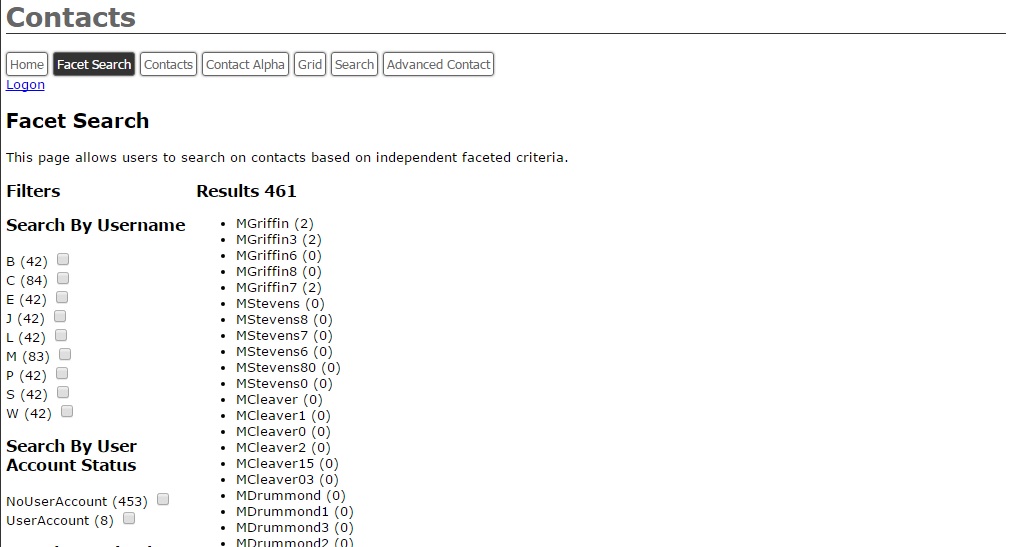 Contacts
Home Facet Search Contacts Contact Alpha Grid Search Advanced Contact
Logon
Facet Search
This page allows users to search on contacts based on independent faceted criteria.
Filters
Search By Username
B (42)
C (84)
E (42)
J (42)
L (42)
M (83)
P (42)
S (42)
W (42)
Search By User
Account Status
NoUserAccount (453)
UserAccount (8)
Results 461
MGriffin (2)
MGriffin3 (2)
MGriffin6 (0)
MGriffin8 (0)
MGriffin7 (2)
MStevens (0)
MStevens8 (0)
MStevens7 (0)
MStevens6 (0)
MStevens80 (0)
MStevens0 (0)
MCleaver (0)
MCleaver1 (0)
MCleaver0 (0)
MCleaver2 (0)
MCleaver15 (0)
MCleaver03 (0)
MDrummond (0)
MDrummond1 (0)
MDrummond3 (0)
MDrummond2 (0)